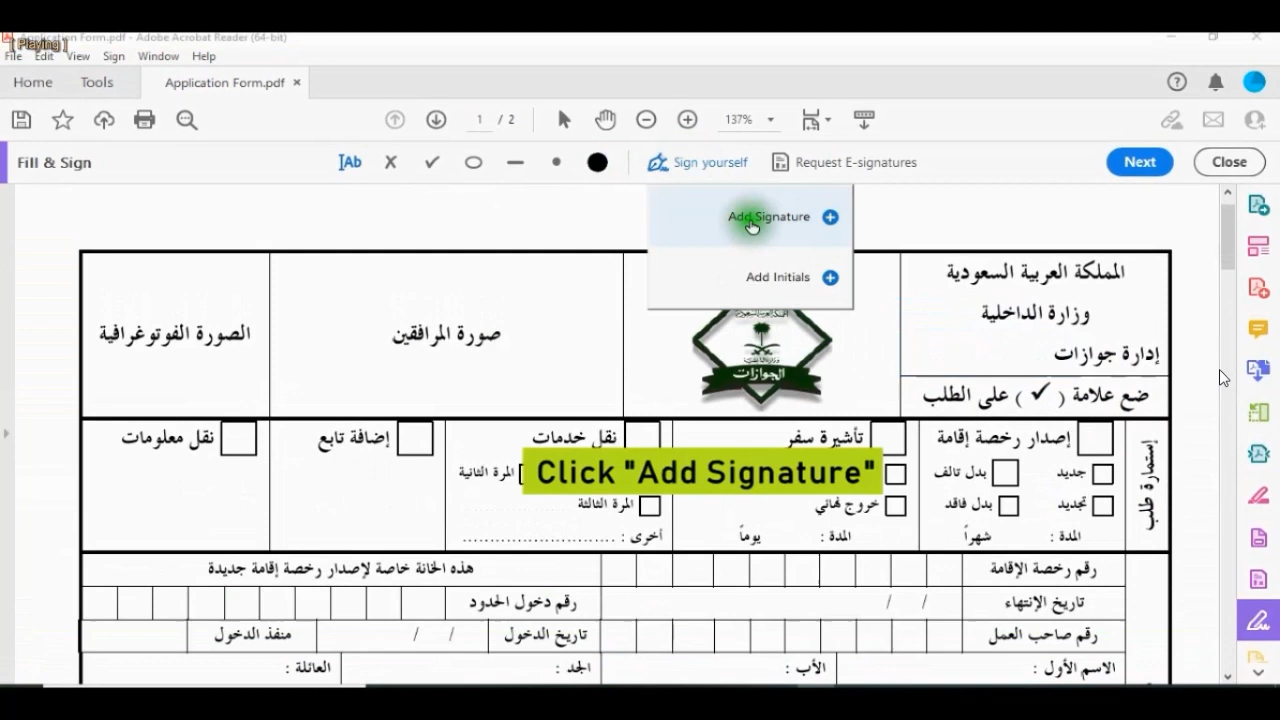 Application Form.pdf - Adobe Acrobat Reader (64-bit)
[ Playing ]
File Edit View Sign Window Help
Home Tools Application Form.pdf ×
1 / 2 137%
Fill & Sign Ab Sign yourself Request E-signatures Next Close
Add Signature
Add Initials
المملكة العربية السعودية
وزارة الداخلية
إدارة جوازات
ضع علامة ( ✓ ) على الطلب
الجوازات
صورة المرافقين
الصورة الفوتوغرافية
إستمارة طلب
إصدار رخصة إقامة
جديد بدل تالف
تجديد بدل فاقد
المدة : شهراً
تأشيرة سفر
خروج نهائي
المدة : يوماً
نقل خدمات
المرة الثانية
المرة الثالثة
أخرى : ..........................
إضافة تابع
نقل معلومات
Click "Add Signature"
رقم رخصة الإقامة هذه الخانة خاصة لإصدار رخصة إقامة جديدة
تاريخ الإنتهاء / / رقم دخول الحدود
رقم صاحب العمل تاريخ الدخول / / منفذ الدخول
الاسم الأول : الأب : الجد : العائلة :